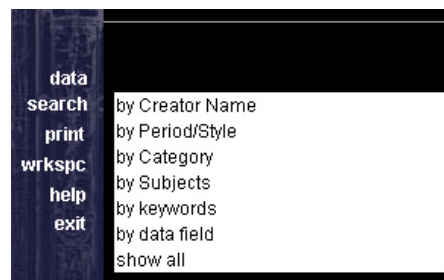 data
search
print
wrkspc
help
exit
by Creator Name
by Period/Style
by Category
by Subjects
by keywords
by data field
show all